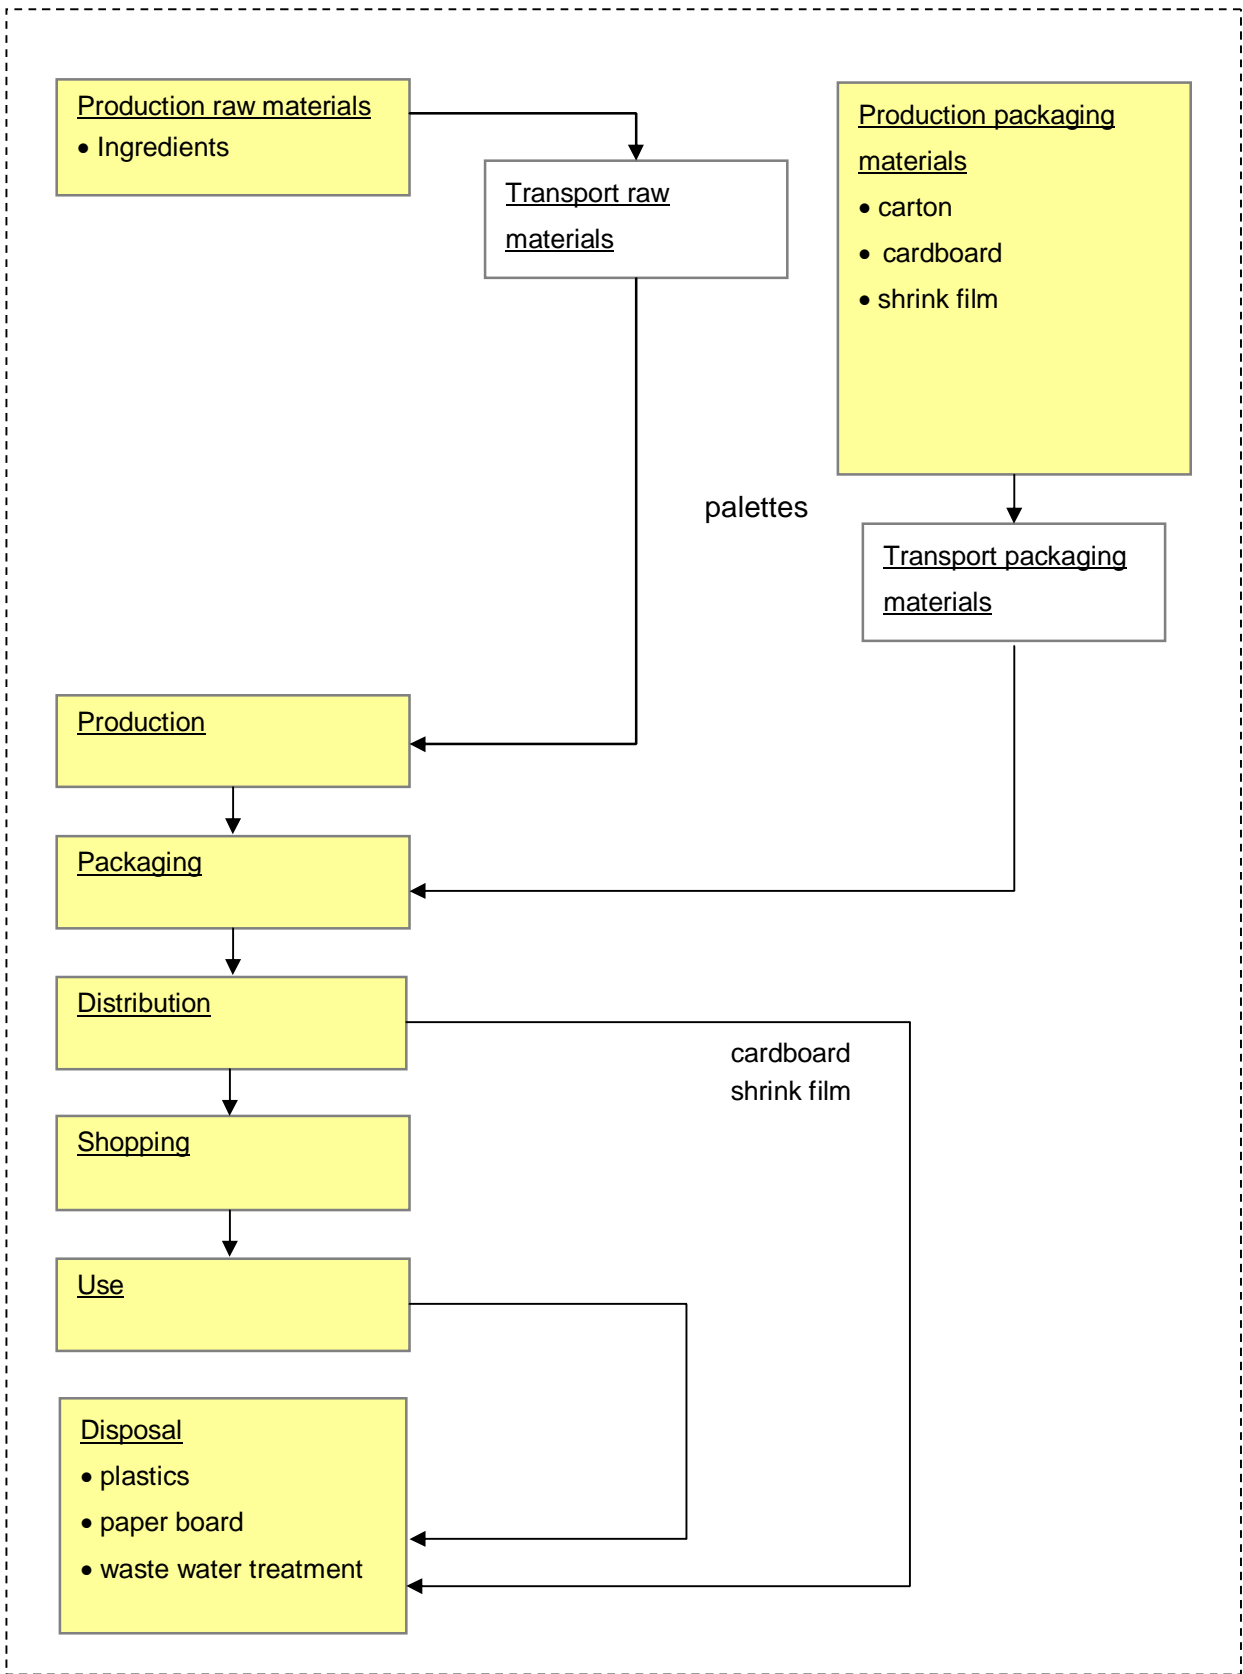 Production raw materials
• Ingredients
Transport raw
materials
Production packaging
materials
• carton
• cardboard
• shrink film
palettes
Transport packaging
materials
Production
Packaging
Distribution
cardboard
shrink film
Shopping
Use
Disposal
• plastics
• paper board
• waste water treatment